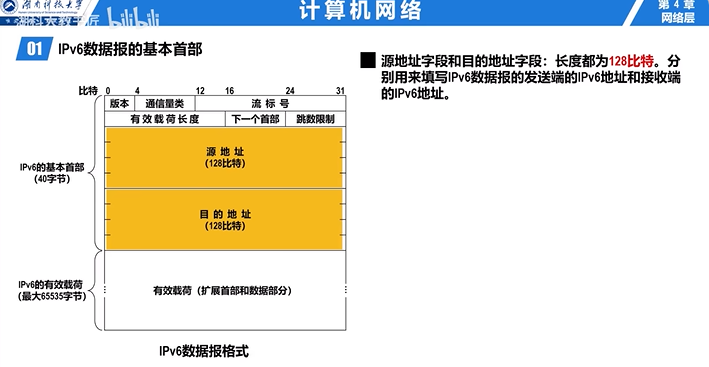 湖南科技大学
计算机网络
第 4 章
网络层
bilibili
01 IPv6数据报的基本首部
源地址字段和目的地址字段：长度都为128比特。分
别用来填写IPv6数据报的发送端的IPv6地址和接收端
的IPv6地址。
比特 0 4 12 16 24 31
版本 通信量类 流标号
有效载荷长度 下一个首部 跳数限制
IPv6的基本首部
（40字节）
源地址
（128比特）
目的地址
（128比特）
IPv6的有效载荷
（最大65535字节）
有效载荷（扩展首部和数据部分）
IPv6数据报格式